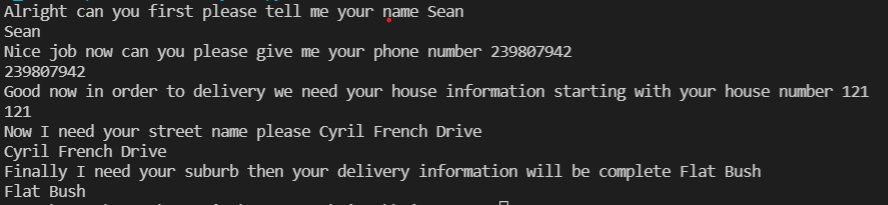 Alright can you first please tell me your name Sean
Sean
Nice job now can you please give me your phone number 239807942
239807942
Good now in order to delivery we need your house information starting with your house number 121
121
Now I need your street name please Cyril French Drive
Cyril French Drive
Finally I need your suburb then your delivery information will be complete Flat Bush
Flat Bush